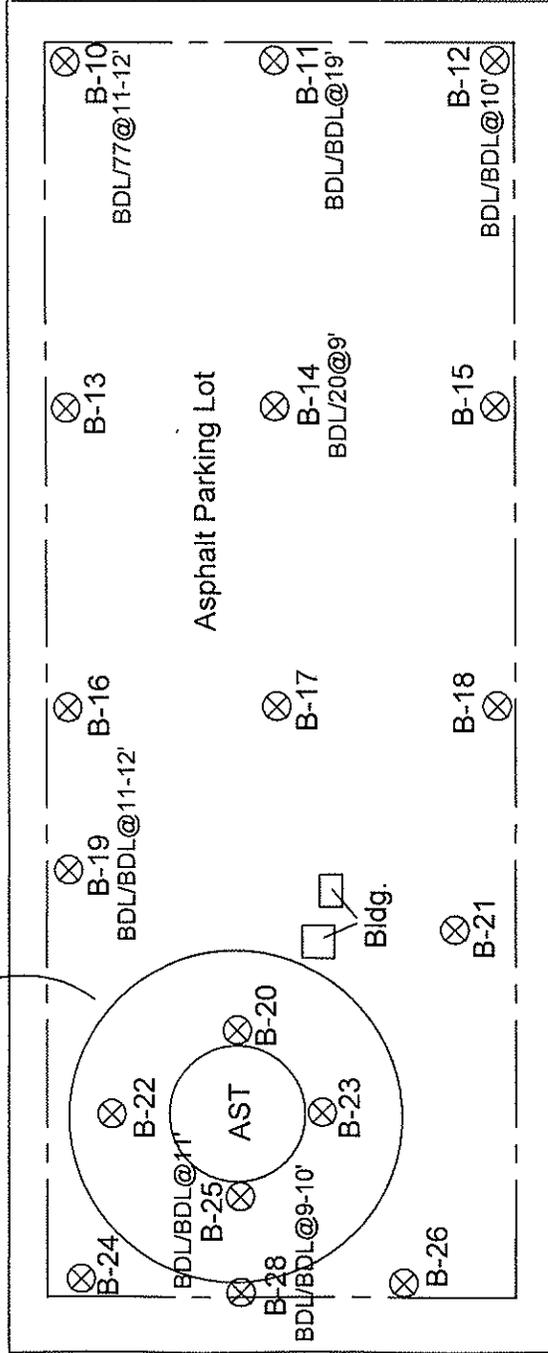 B-24
B-22
B-19
BDL/BDL@11-12'
B-16
B-13
B-10
BDL/77@11-12'
Asphalt Parking Lot
BDL/BDL@11'
B-25
AST
B-20
B-28
BDL/BDL@9-10'
B-23
Bldg.
B-17
B-14
BDL/20@9'
B-11
BDL/BDL@19'
B-26
B-21
B-18
B-15
B-12
BDL/BDL@10'